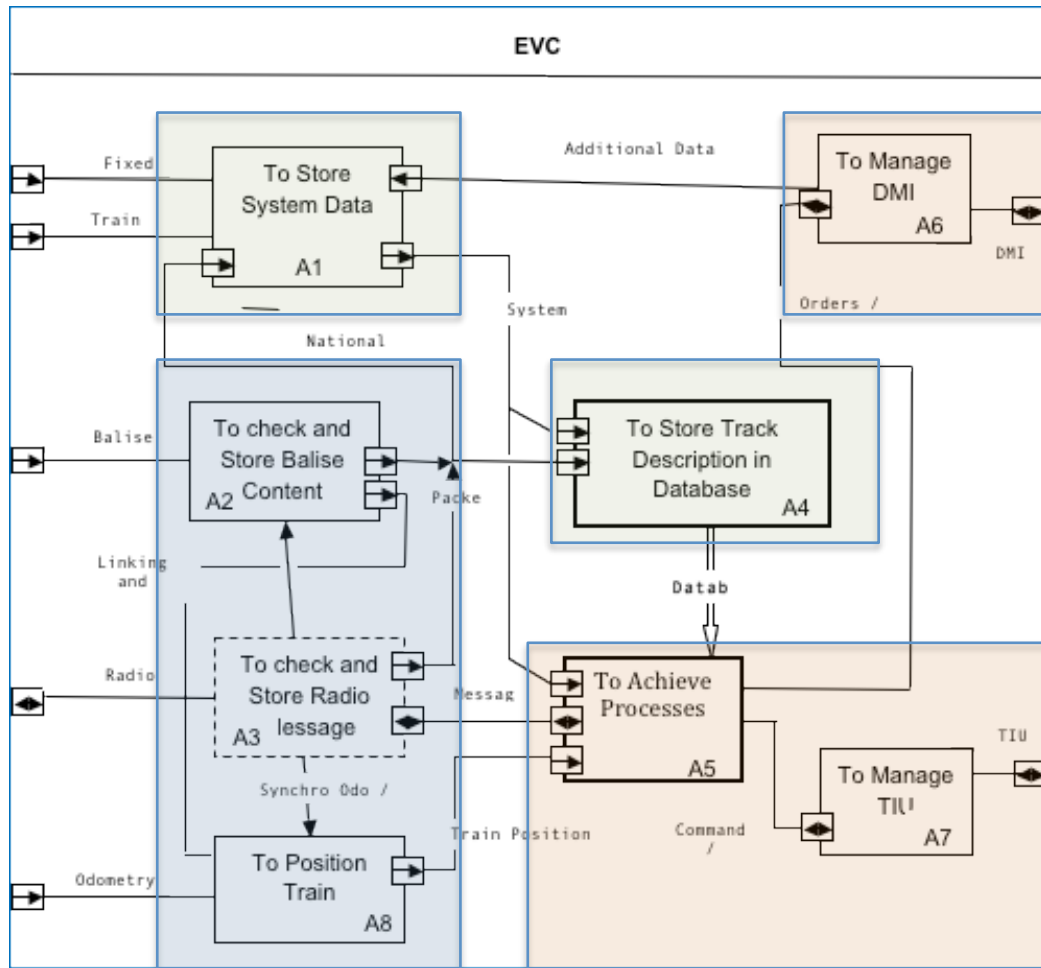 EVC
Fixed
Train
To Store
System Data
A1
Additional Data
To Manage
DMI
A6
DMI
Orders /
System
National
Balise
To check and
Store Balise
Content
A2
Packe
To Store Track
Description in
Database
A4
Linking
and
Datab
Radio
To check and
Store Radio
lessage
A3
Messag
To Achieve
Processes
A5
Synchro Odo /
Train Position
Command
/
TIU
To Manage
TIU
A7
Odometry
To Position
Train
A8